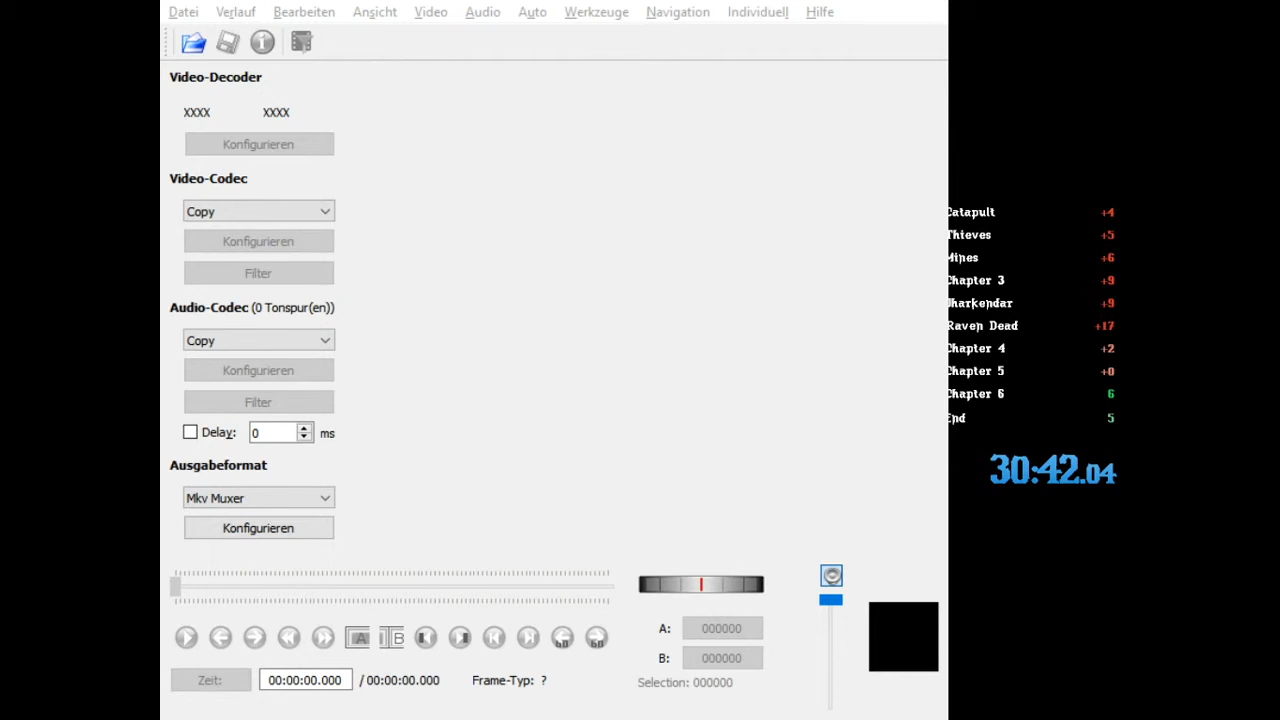 Datei Verlauf Bearbeiten Ansicht Video Audio Auto Werkzeuge Navigation Individuell Hilfe
Video-Decoder
XXXX XXXX
Konfigurieren
Video-Codec
Copy
Konfigurieren
Filter
Audio-Codec (0 Tonspur(en))
Copy
Konfigurieren
Filter
Delay: 0 ms
Ausgabeformat
Mkv Muxer
Konfigurieren
A B 60 60
Zeit: 00:00:00.000 / 00:00:00.000 Frame-Typ: ?
A: 000000
B: 000000
Selection: 000000
Catapult +4
Thieves +5
Mines +6
Chapter 3 +9
Jharkendar +9
Raven Dead +17
Chapter 4 +2
Chapter 5 +0
Chapter 6 6
End 5
30:42.04